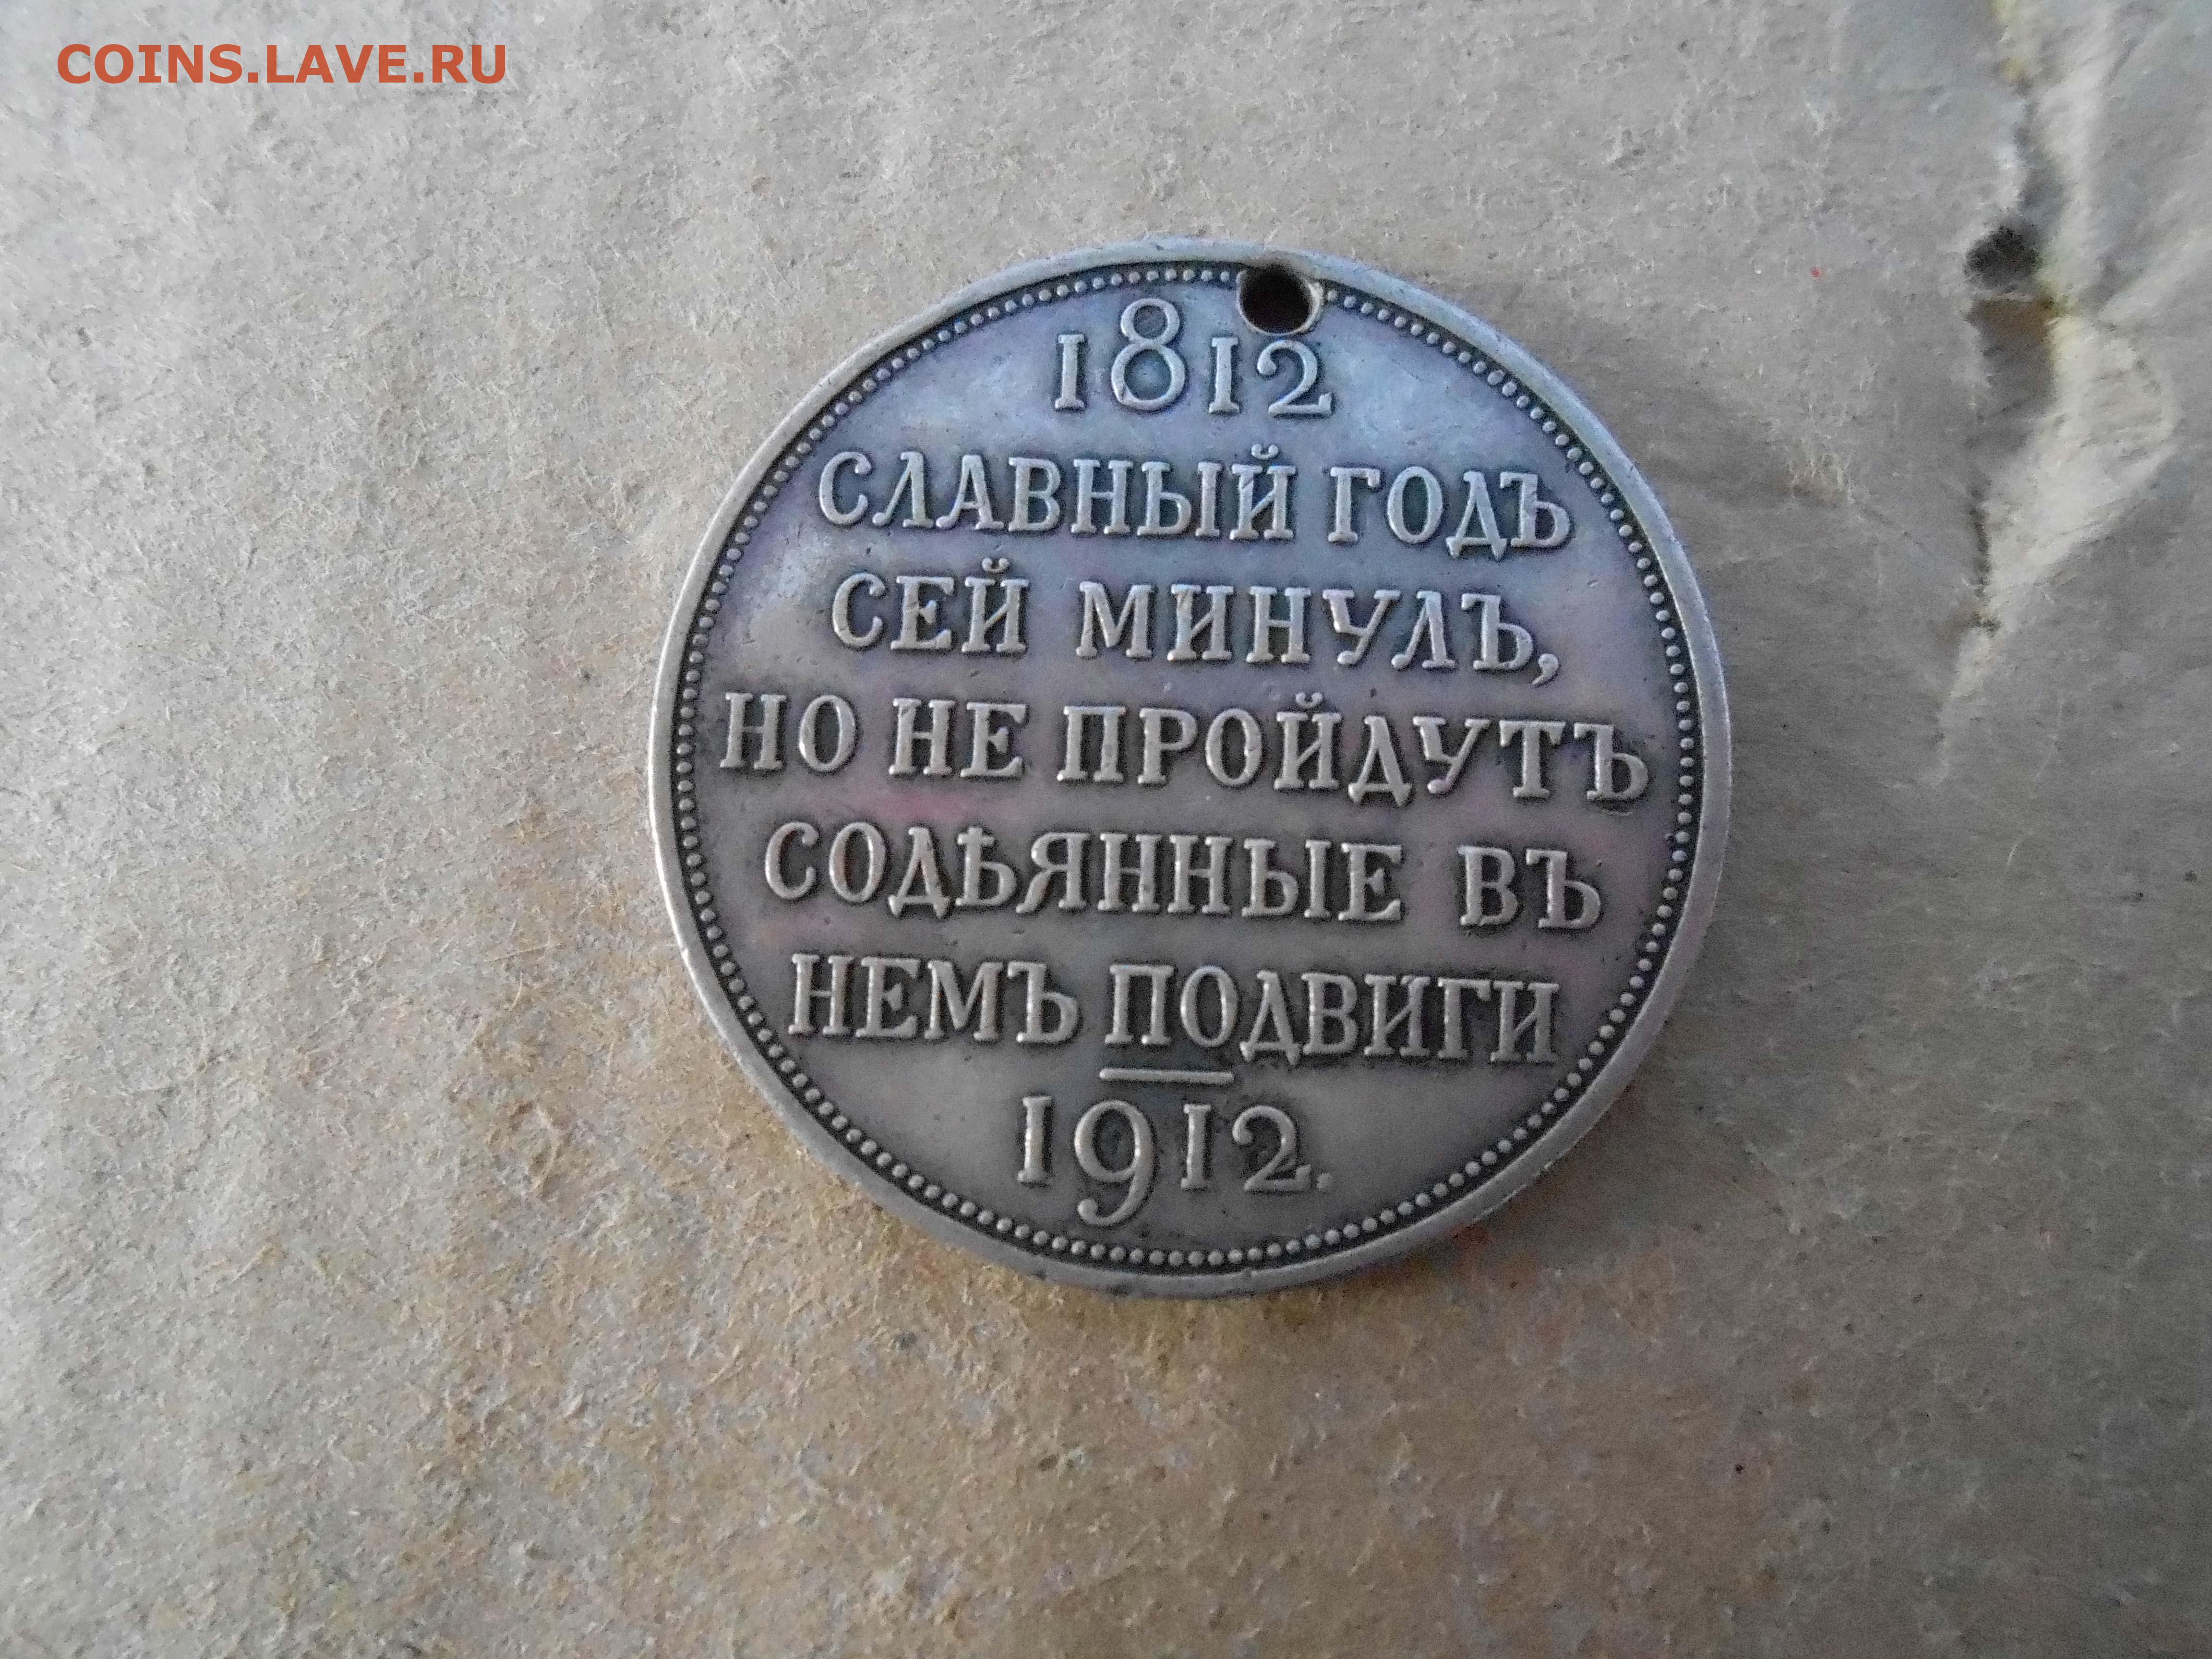 COINS.LAVE.RU
1812
СЛАВНЫЙ ГОДЪ
СЕЙ МИНУЛЪ,
НО НЕ ПРОЙДУТЪ
СОДѢЯННЫЕ ВЪ
НЕМЪ ПОДВИГИ
1912.